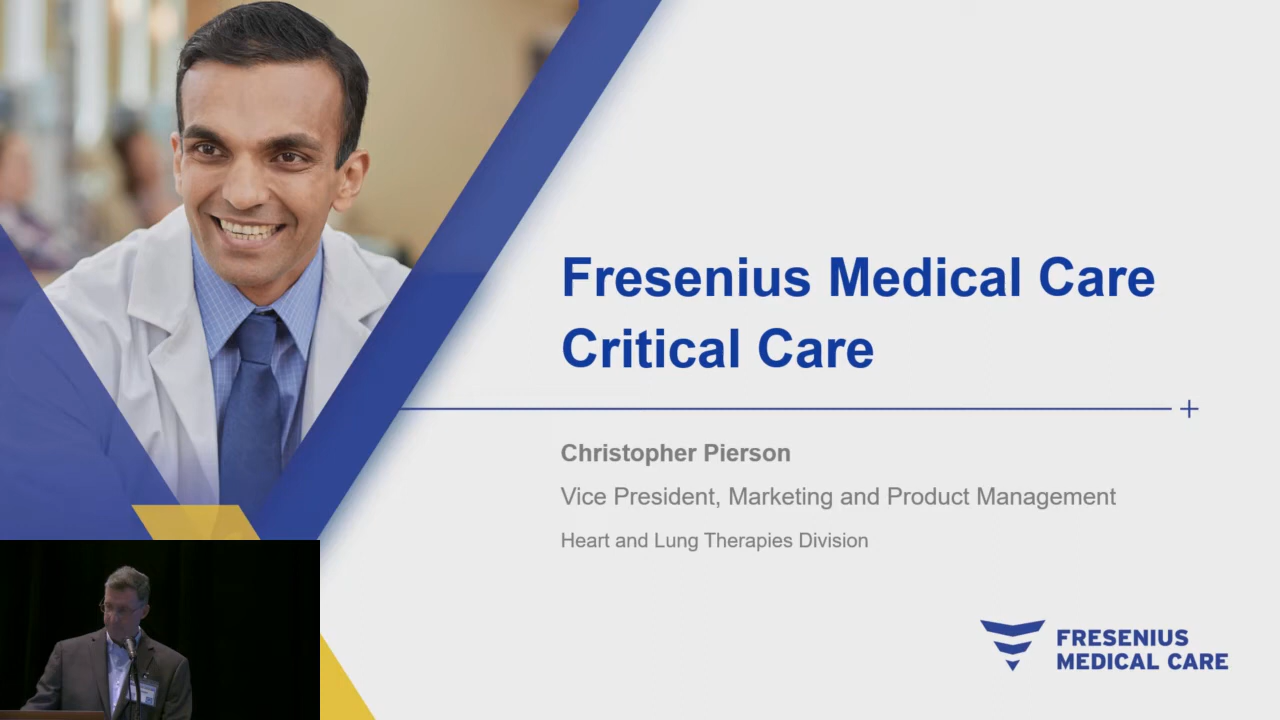 Fresenius Medical Care
Critical Care
Christopher Pierson
Vice President, Marketing and Product Management
Heart and Lung Therapies Division
FRESENIUS
MEDICAL CARE